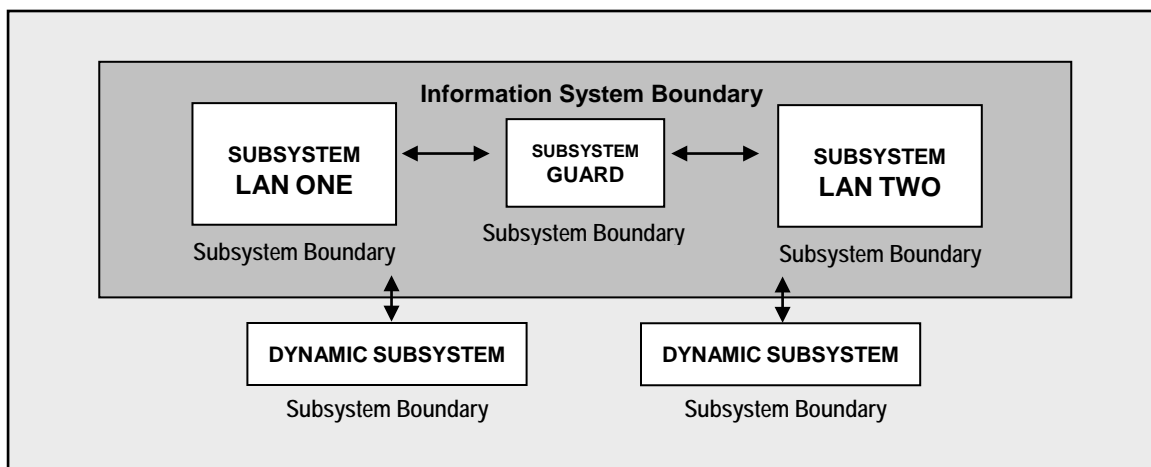 Information System Boundary
SUBSYSTEM
LAN ONE
SUBSYSTEM
GUARD
SUBSYSTEM
LAN TWO
Subsystem Boundary
Subsystem Boundary
Subsystem Boundary
DYNAMIC SUBSYSTEM
DYNAMIC SUBSYSTEM
Subsystem Boundary
Subsystem Boundary